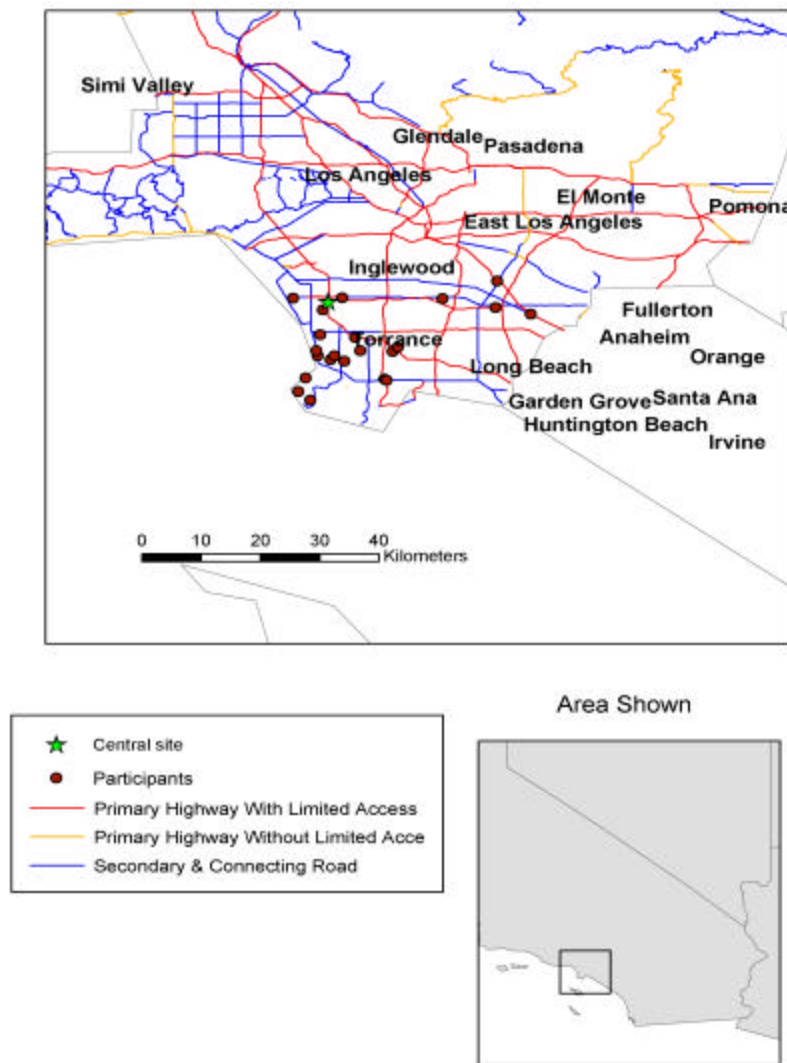 Simi Valley
Glendale
Pasadena
Los Angeles
El Monte
Pomona
East Los Angeles
Inglewood
Fullerton
Torrance
Anaheim
Orange
Long Beach
Garden Grove
Santa Ana
Huntington Beach
Irvine
0 10 20 30 40
Kilometers
Area Shown
Central site
Participants
Primary Highway With Limited Access
Primary Highway Without Limited Acce
Secondary & Connecting Road